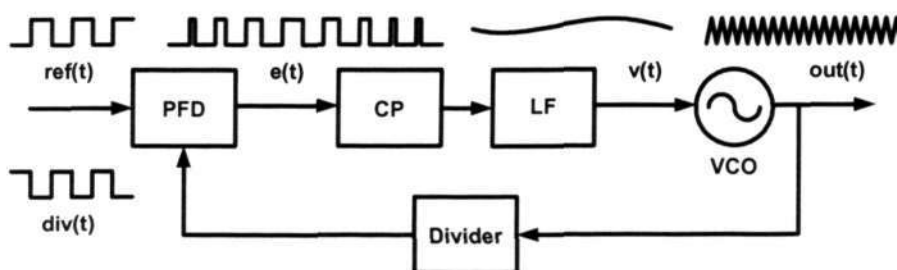 ref(t)
e(t)
v(t)
out(t)
PFD
CP
LF
VCO
div(t)
Divider